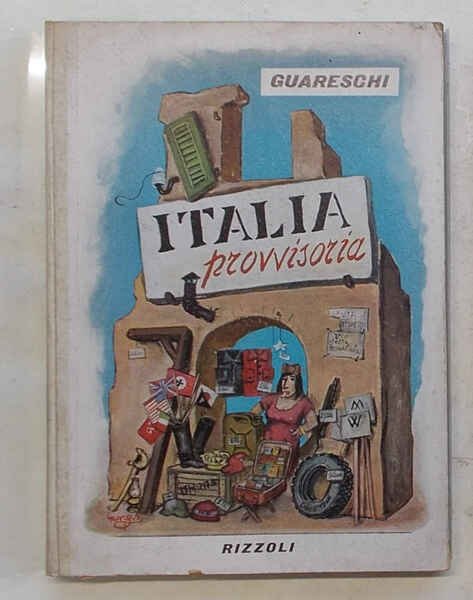 GUARESCHI
ITALIA
provvisoria
M
W
RIZZOLI